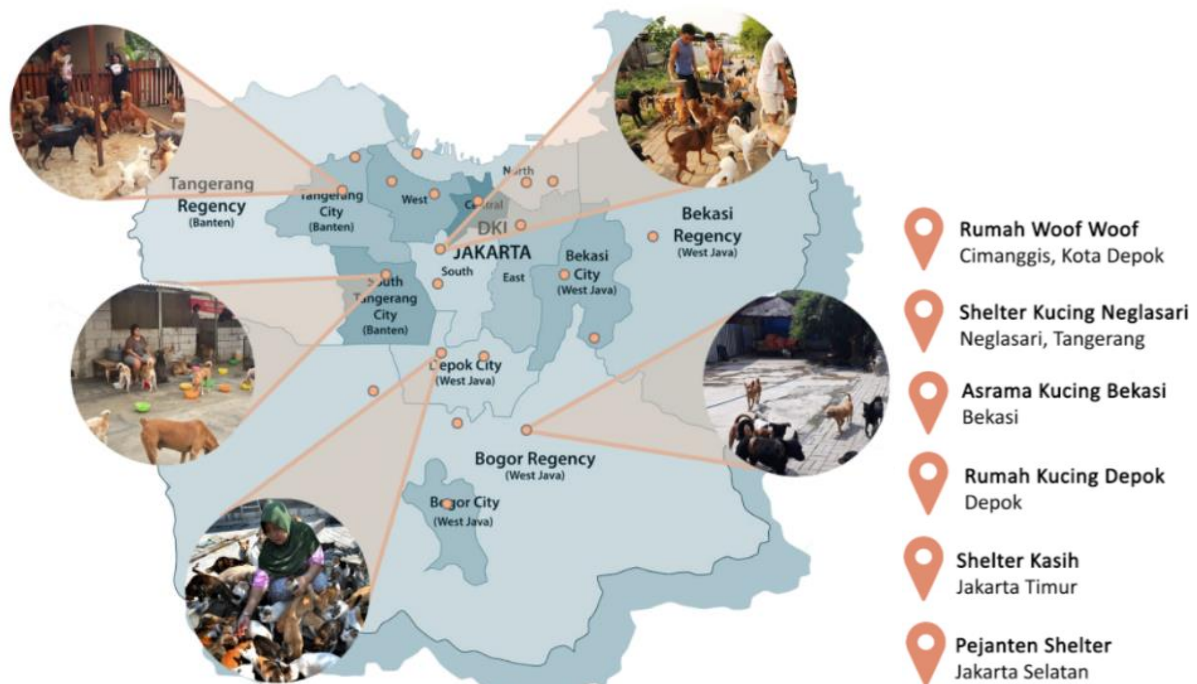 Tangerang
Regency
(Banten)
Tangerang
City
(Banten)
West
Central
North
DKI
JAKARTA
South
East
Bekasi
City
(West Java)
Bekasi
Regency
(West Java)
South
Tangerang
City
(Banten)
Depok City
(West Java)
Bogor Regency
(West Java)
Bogor City
(West Java)
Rumah Woof Woof
Cimanggis, Kota Depok
Shelter Kucing Neglasari
Neglasari, Tangerang
Asrama Kucing Bekasi
Bekasi
Rumah Kucing Depok
Depok
Shelter Kasih
Jakarta Timur
Pejanten Shelter
Jakarta Selatan